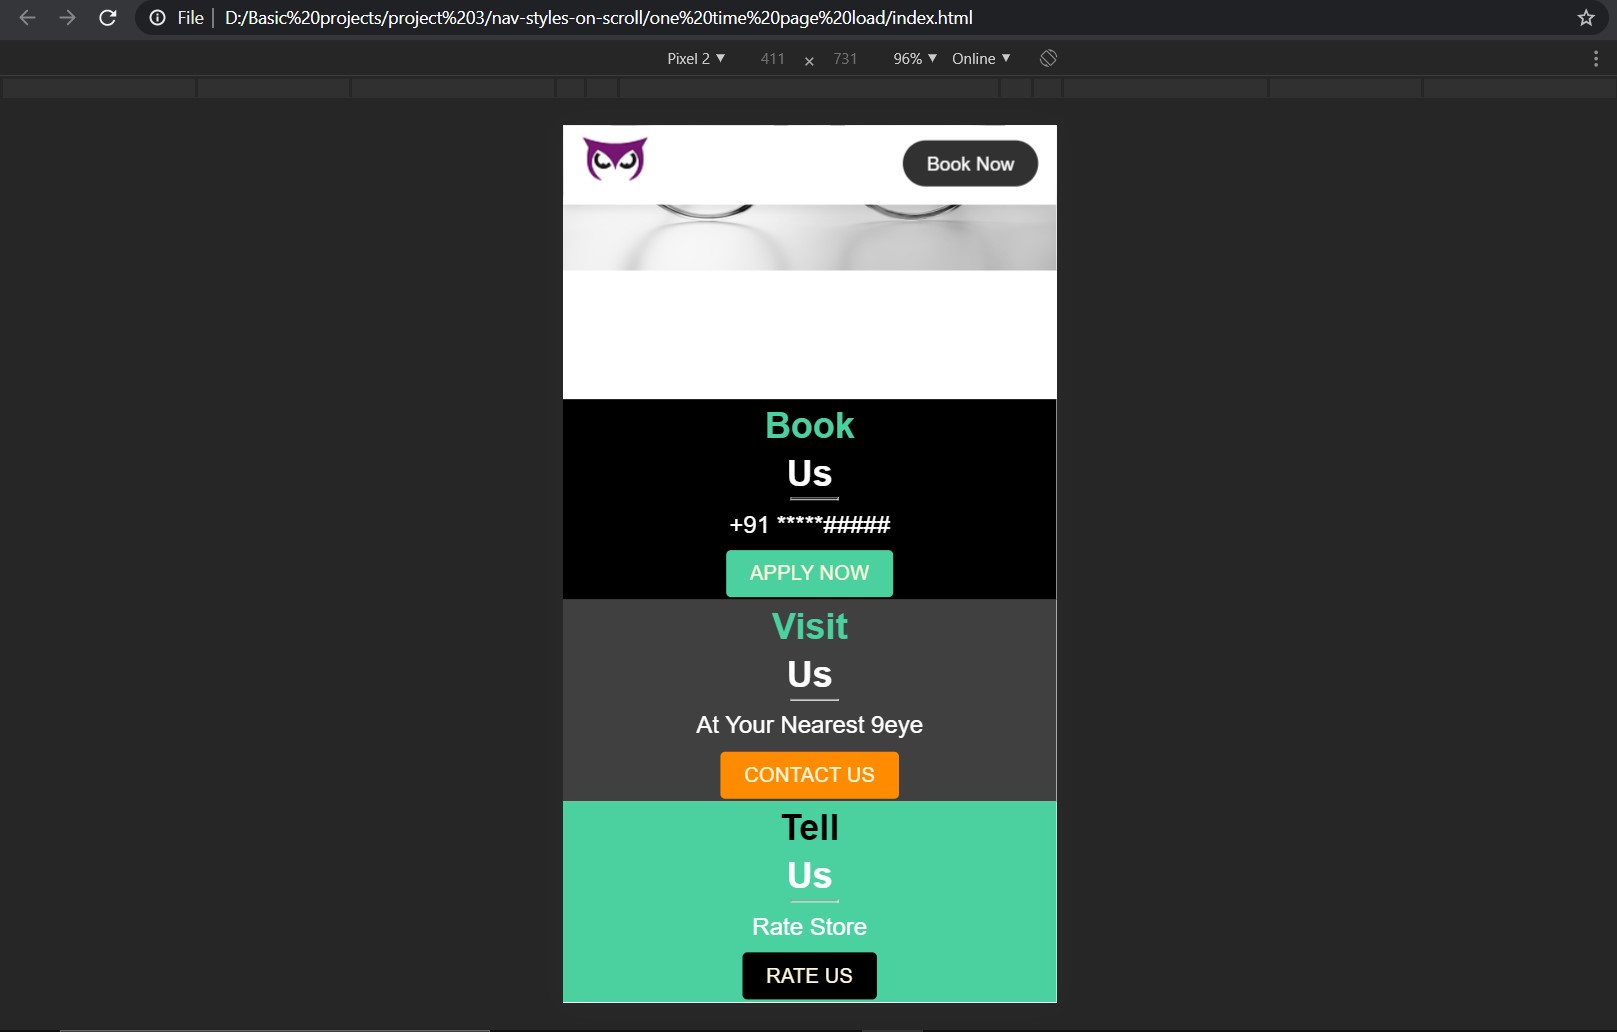 File | D:/Basic%20projects/project%203/nav-styles-on-scroll/one%20time%20page%20load/index.html
Pixel 2 ▼ 411 × 731 96% ▼ Online ▼
Book Now
Book
Us
+91 *****#####
APPLY NOW
Visit
Us
At Your Nearest 9eye
CONTACT US
Tell
Us
Rate Store
RATE US